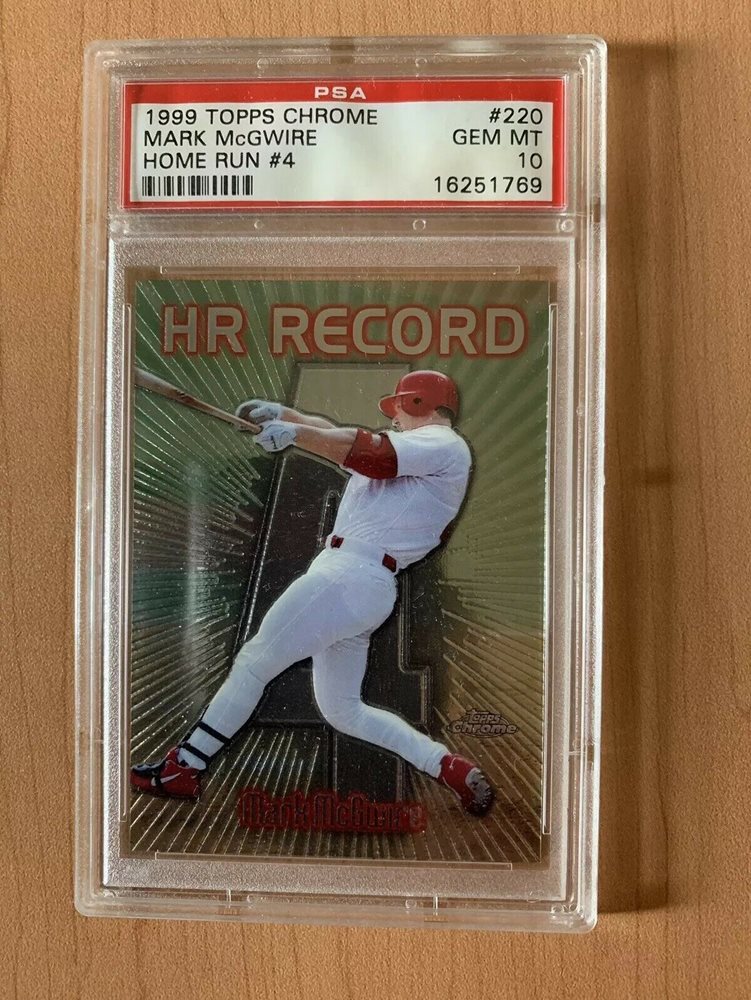 PSA
1999 TOPPS CHROME #220
MARK McGWIRE GEM MT
HOME RUN #4 10
16251769
HR RECORD
4
Topps
Chrome
Mark McGwire